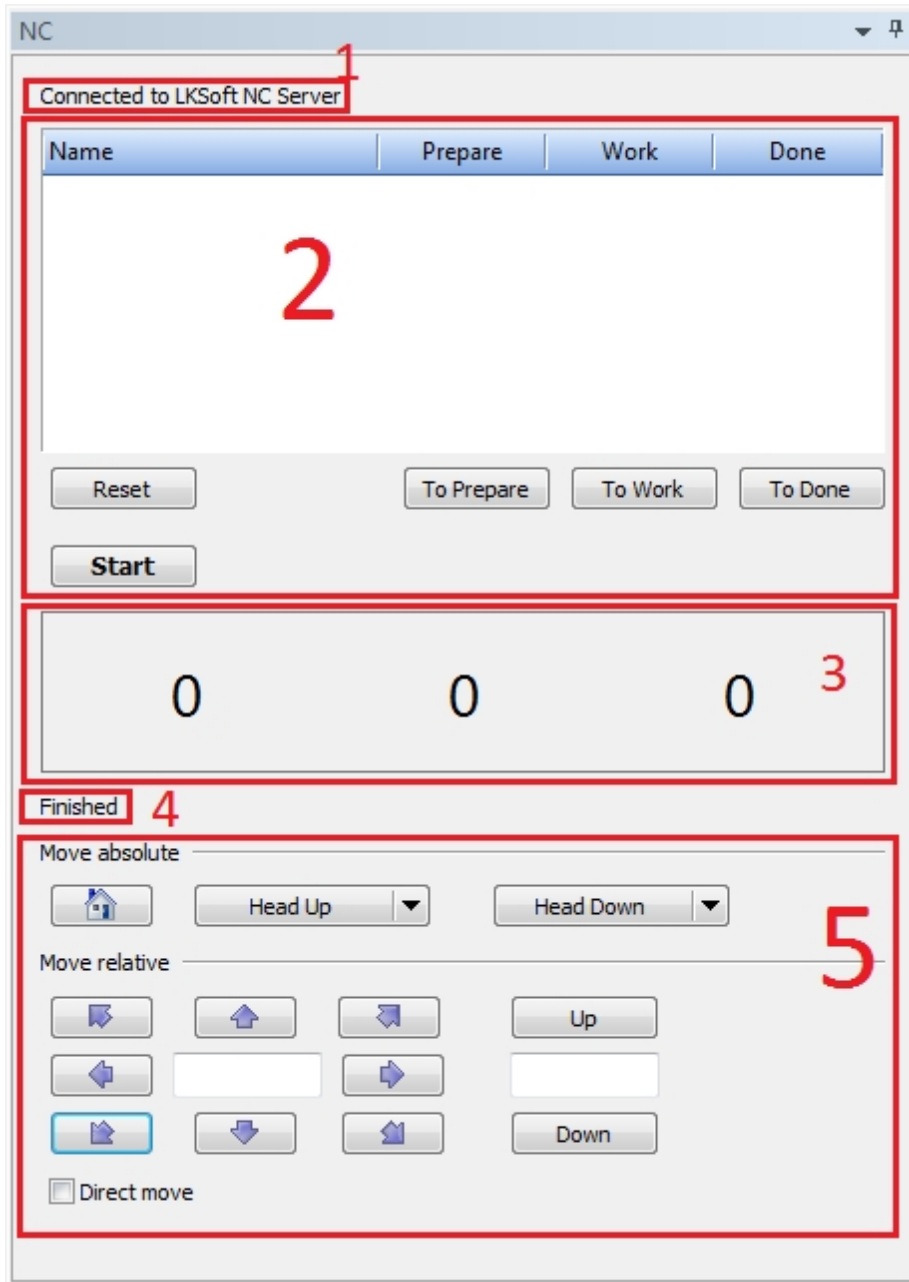 NC
1
Connected to LKSoft NC Server
Name Prepare Work Done
2
Reset To Prepare To Work To Done
Start
0 0 0 3
Finished 4
Move absolute
Head Up Head Down
5
Move relative
Up
Down
Direct move